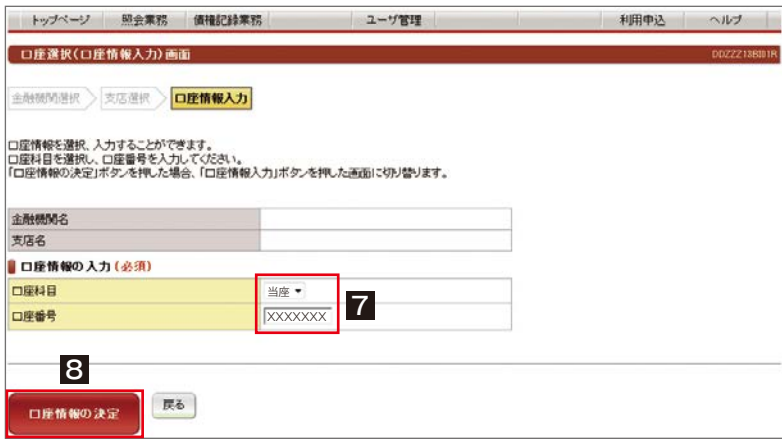 トップページ 照会業務 債権記録業務 ユーザ管理 利用申込 ヘルプ
口座選択(口座情報入力)画面
金融機関選択 支店選択 口座情報入力
口座情報を選択、入力することができます。
口座科目を選択し、口座番号を入力してください。
「口座情報の決定」ボタンを押した場合、「口座情報入力」ボタンを押した画面に切り替ります。
金融機関名
支店名
口座情報の入力(必須)
口座科目 当座
7
口座番号 XXXXXXX
8
口座情報の決定 戻る